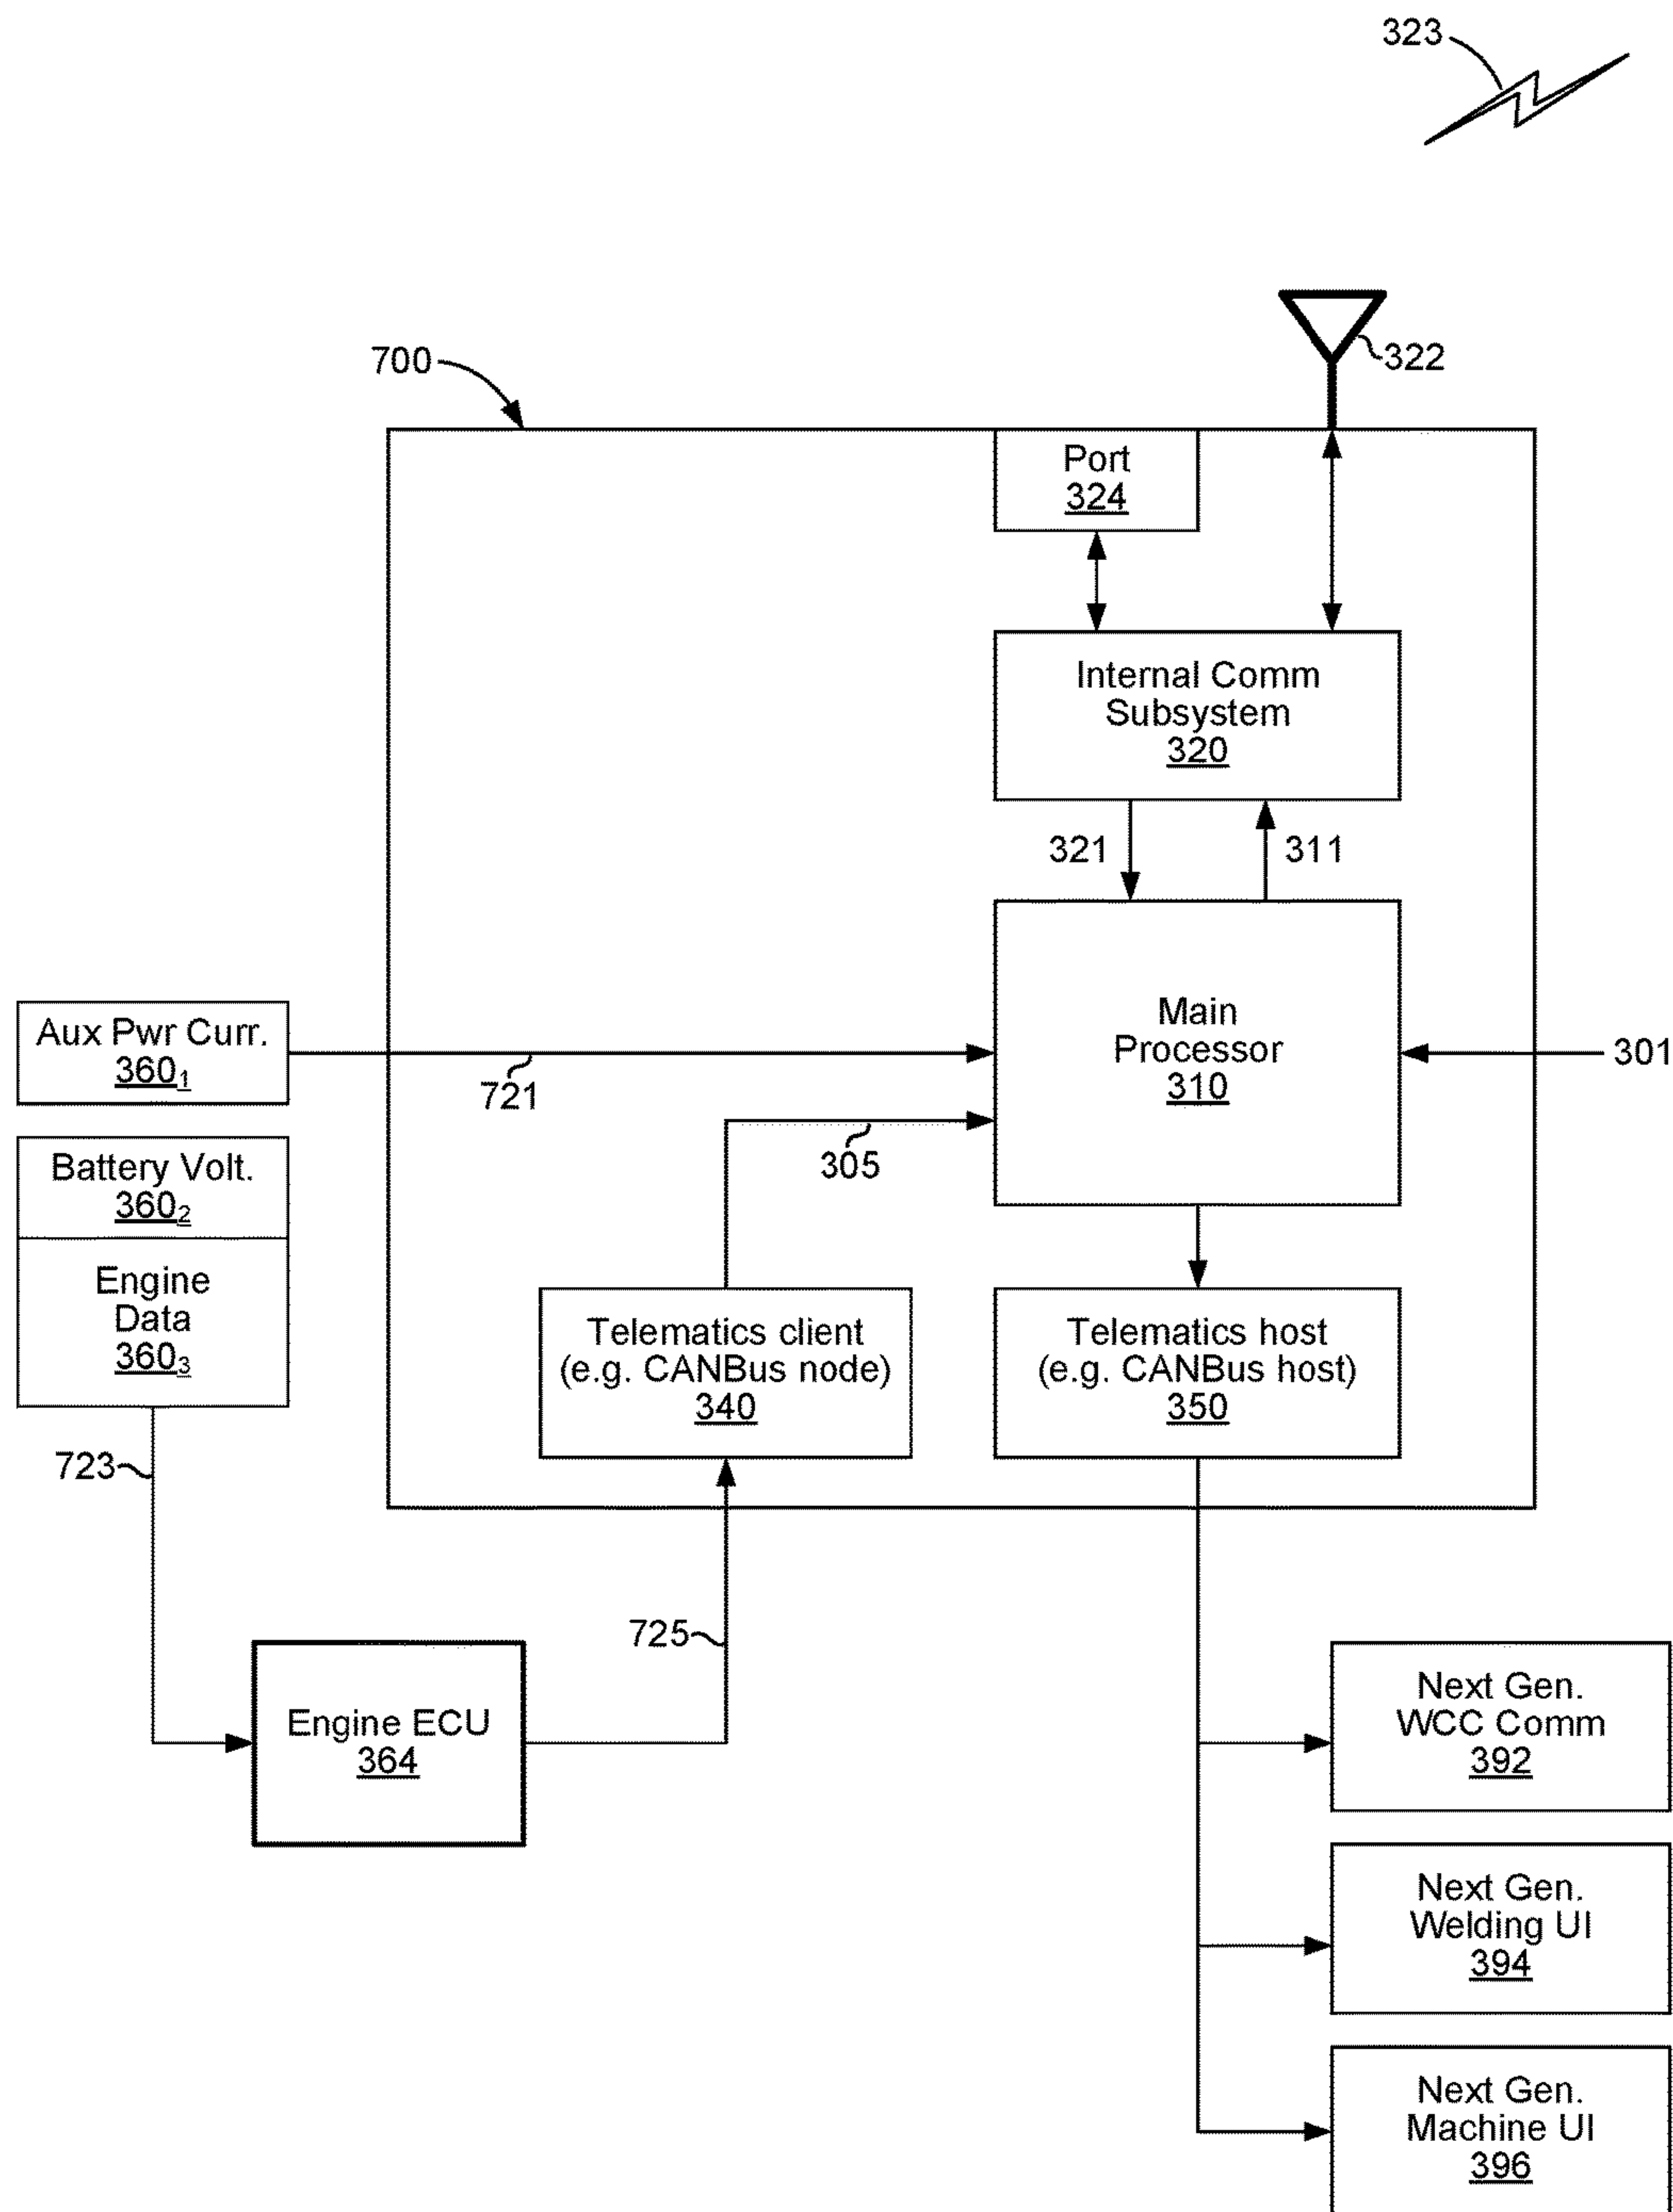 323
322
700
Port
324
Internal Comm
Subsystem
320
321
311
Main
Processor
310
301
Aux Pwr Curr.
360₁
721
305
Battery Volt.
360₂
Engine
Data
360₃
Telematics client
(e.g. CANBus node)
340
Telematics host
(e.g. CANBus host)
350
723
725
Engine ECU
364
Next Gen.
WCC Comm
392
Next Gen.
Welding UI
394
Next Gen.
Machine UI
396